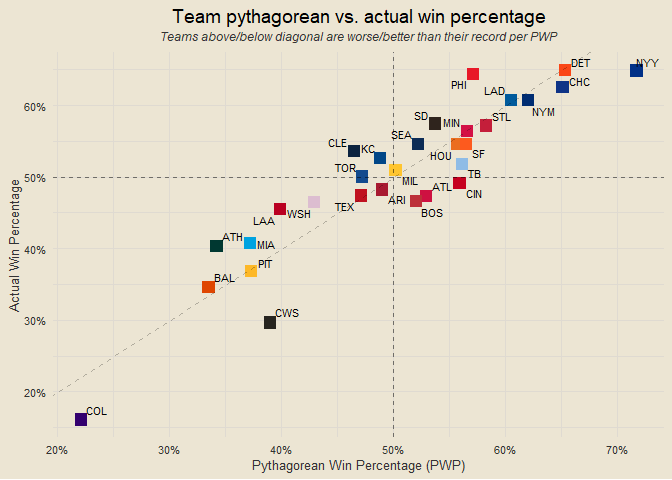 Team pythagorean vs. actual win percentage
Teams above/below diagonal are worse/better than their record per PWP
DET
NYY
PHI
CHC
LAD
60%
NYM
SD
MIN
STL
SEA
CLE
KC
HOU
SF
TOR
TB
50%
MIL
ATL
CIN
TEX
ARI
BOS
LAA
WSH
ATH
MIA
40%
PIT
BAL
30%
CWS
20%
COL
Actual Win Percentage
20%
30%
40%
50%
60%
70%
Pythagorean Win Percentage (PWP)